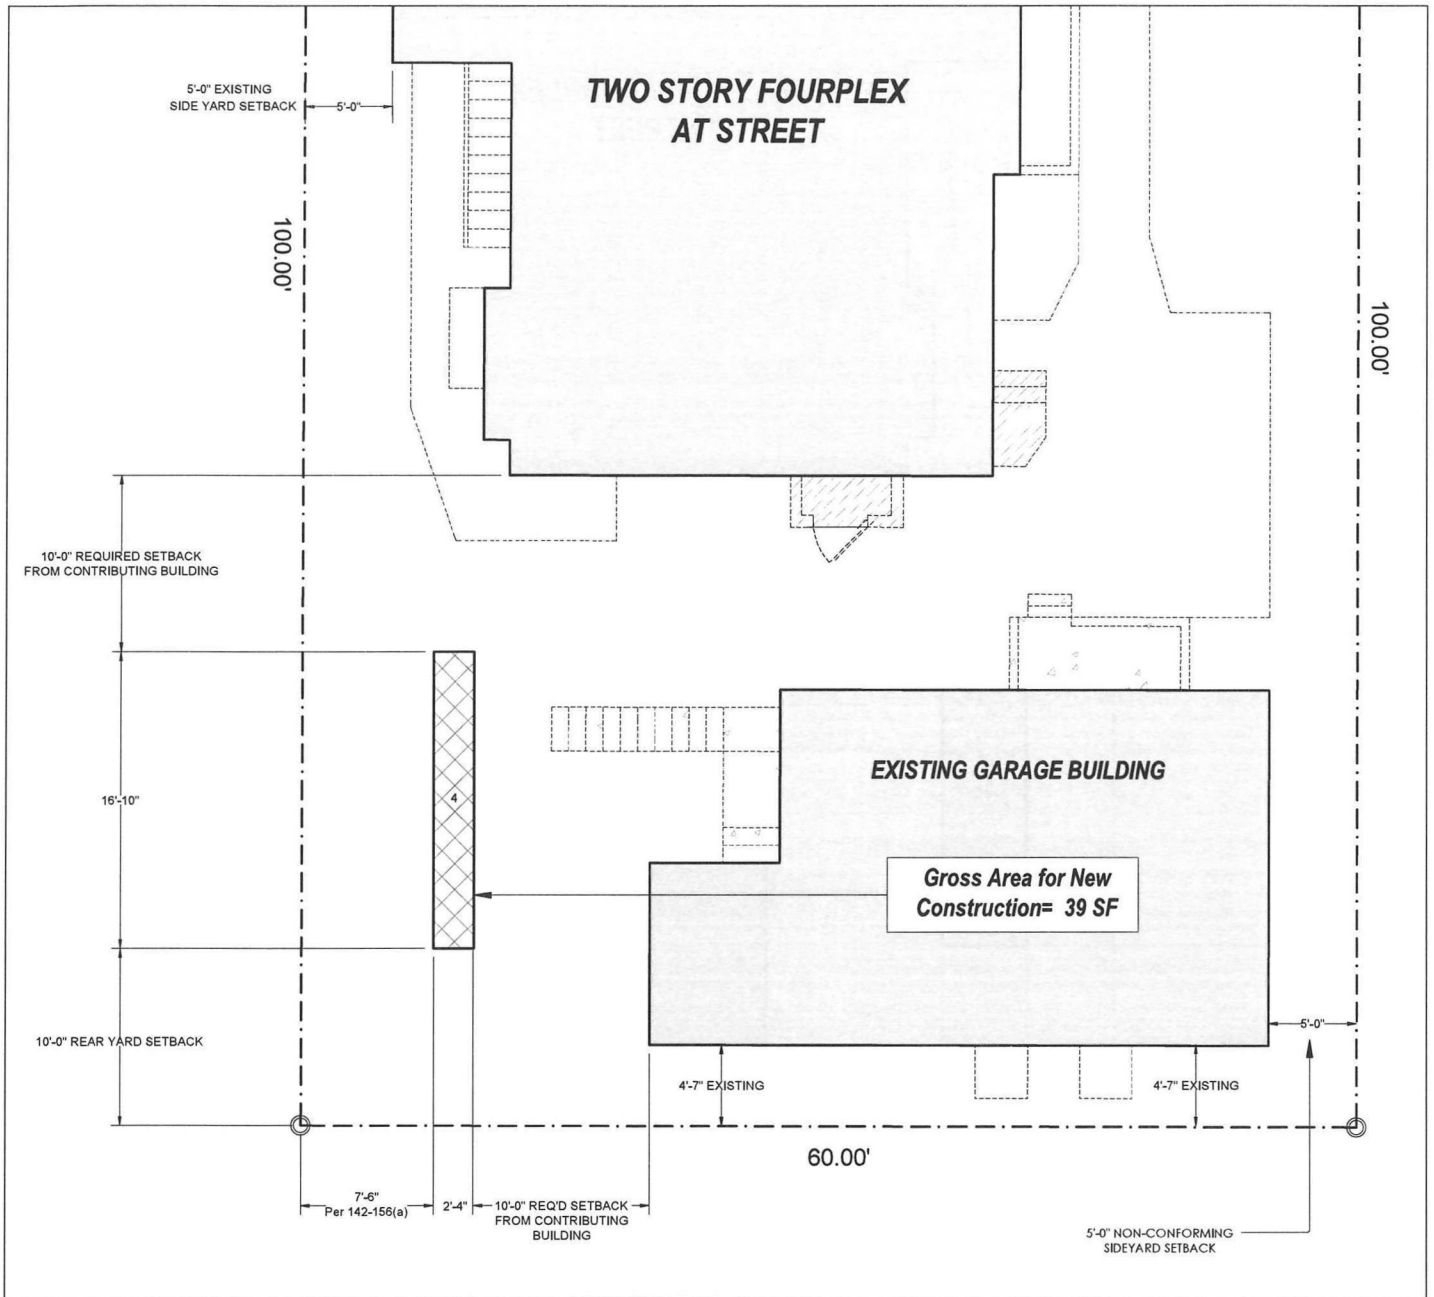 TWO STORY FOURPLEX
AT STREET
5'-0" EXISTING
SIDE YARD SETBACK
5'-0"
100.00'
100.00'
10'-0" REQUIRED SETBACK
FROM CONTRIBUTING BUILDING
16'-10"
4
EXISTING GARAGE BUILDING
Gross Area for New
Construction= 39 SF
10'-0" REAR YARD SETBACK
5'-0"
4'-7" EXISTING
4'-7" EXISTING
60.00'
7'-6"
Per 142-156(a)
2'-4"
10'-0" REQ'D SETBACK
FROM CONTRIBUTING
BUILDING
5'-0" NON-CONFORMING
SIDEYARD SETBACK